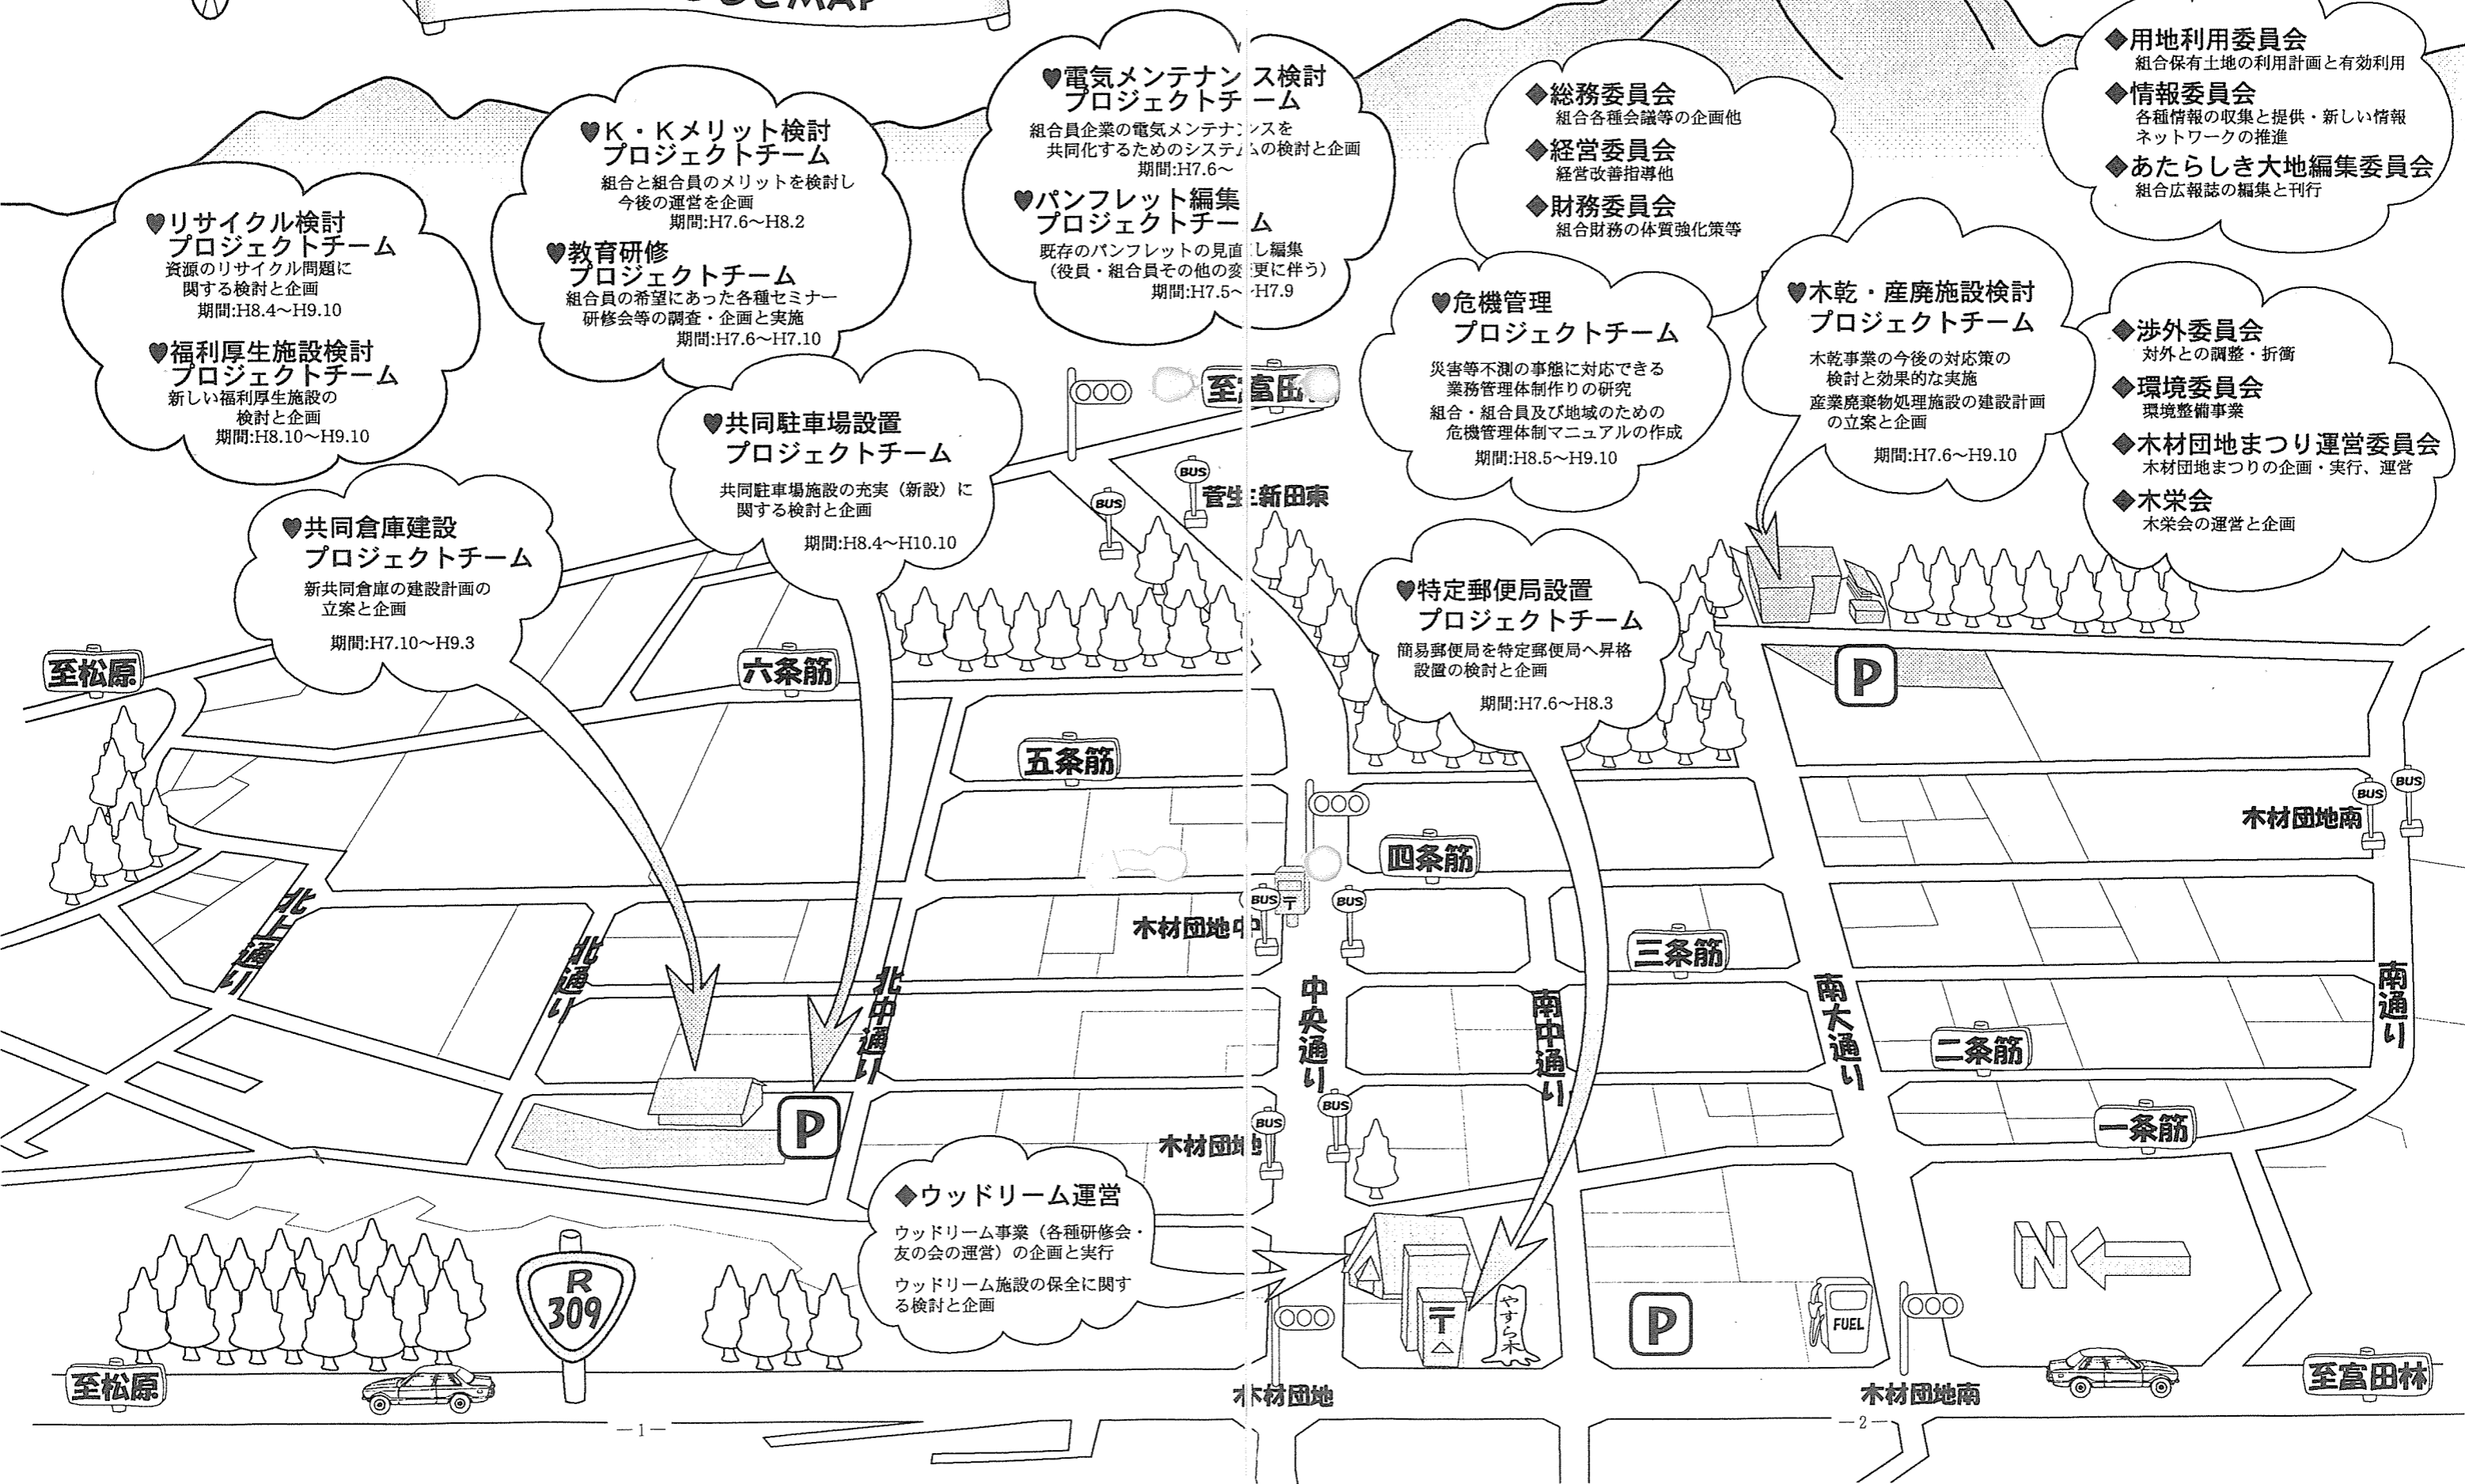 MAP
♥リサイクル検討
プロジェクトチーム
資源のリサイクル問題に
関する検討と企画
期間:H8.4〜H9.10
♥福利厚生施設検討
プロジェクトチーム
新しい福利厚生施設の
検討と企画
期間:H8.10〜H9.10
♥K・Kメリット検討
プロジェクトチーム
組合と組合員のメリットを検討し
今後の運営を企画
期間:H7.6〜H8.2
♥教育研修
プロジェクトチーム
組合員の希望にあった各種セミナー
研修会等の調査・企画と実施
期間:H7.6〜H7.10
♥電気メンテナンス検討
プロジェクトチーム
組合員企業の電気メンテナンスを
共同化するためのシステムの検討と企画
期間:H7.6〜
♥パンフレット編集
プロジェクトチーム
既存のパンフレットの見直し編集
（役員・組合員その他の変更に伴う）
期間:H7.5〜H7.9
◆総務委員会
組合各種会議等の企画他
◆経営委員会
経営改善指導他
◆財務委員会
組合財務の体質強化策等
◆用地利用委員会
組合保有土地の利用計画と有効利用
◆情報委員会
各種情報の収集と提供・新しい情報
ネットワークの推進
◆あたらしき大地編集委員会
組合広報誌の編集と刊行
♥共同倉庫建設
プロジェクトチーム
新共同倉庫の建設計画の
立案と企画
期間:H7.10〜H9.3
♥共同駐車場設置
プロジェクトチーム
共同駐車場施設の充実（新設）に
関する検討と企画
期間:H8.4〜H10.10
♥危機管理
プロジェクトチーム
災害等不測の事態に対応できる
業務管理体制作りの研究
組合・組合員及び地域のための
危機管理体制マニュアルの作成
期間:H8.5〜H9.10
♥木乾・産廃施設検討
プロジェクトチーム
木乾事業の今後の対応策の
検討と効果的な実施
産業廃棄物処理施設の建設計画
の立案と企画
期間:H7.6〜H9.10
◆渉外委員会
対外との調整・折衝
◆環境委員会
環境整備事業
◆木材団地まつり運営委員会
木材団地まつりの企画・実行、運営
◆木栄会
木栄会の運営と企画
♥特定郵便局設置
プロジェクトチーム
簡易郵便局を特定郵便局へ昇格
設置の検討と企画
期間:H7.6〜H8.3
至富田
BUS
BUS
菅生新田東
至松原
六条筋
五条筋
四条筋
三条筋
二条筋
一条筋
P
BUS
BUS
木材団地南
BUS
〒
BUS
木材団地中
北上通り
北通り
北中通り
中央通り
南中通り
南大通り
南通り
P
BUS
BUS
木材団地
◆ウッドリーム運営
ウッドリーム事業（各種研修会・
友の会の運営）の企画と実行
ウッドリーム施設の保全に関す
る検討と企画
R
309
〒
やすら木
P
FUEL
N
至松原
木材団地
木材団地南
至富田林
—1—
—2—